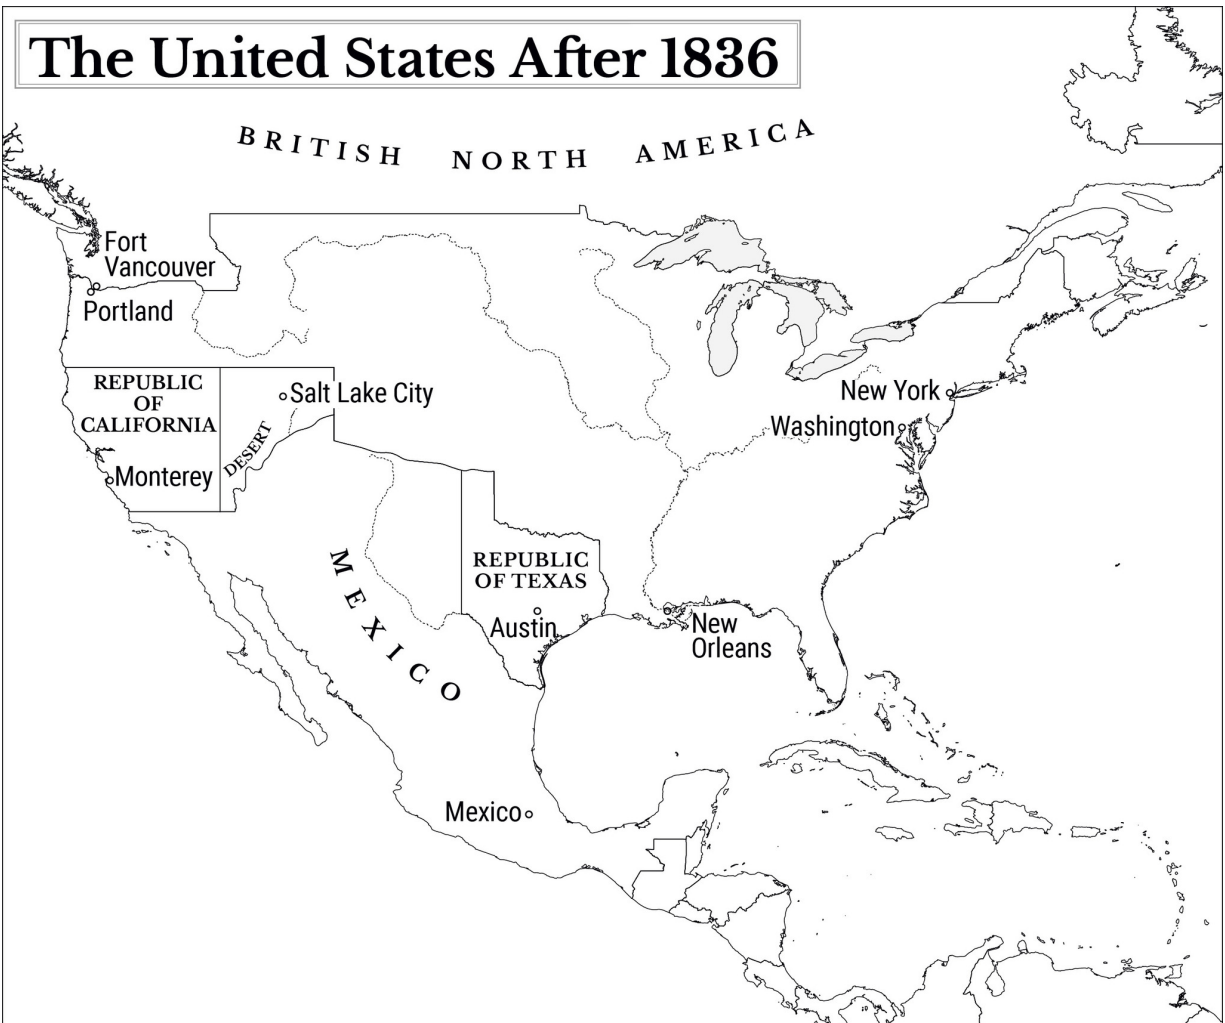 The United States After 1836
BRITISH NORTH AMERICA
Fort
Vancouver
Portland
REPUBLIC
OF
CALIFORNIA
Salt Lake City
DESERT
Monterey
New York
Washington
MEXICO
REPUBLIC
OF TEXAS
Austin
New
Orleans
Mexico